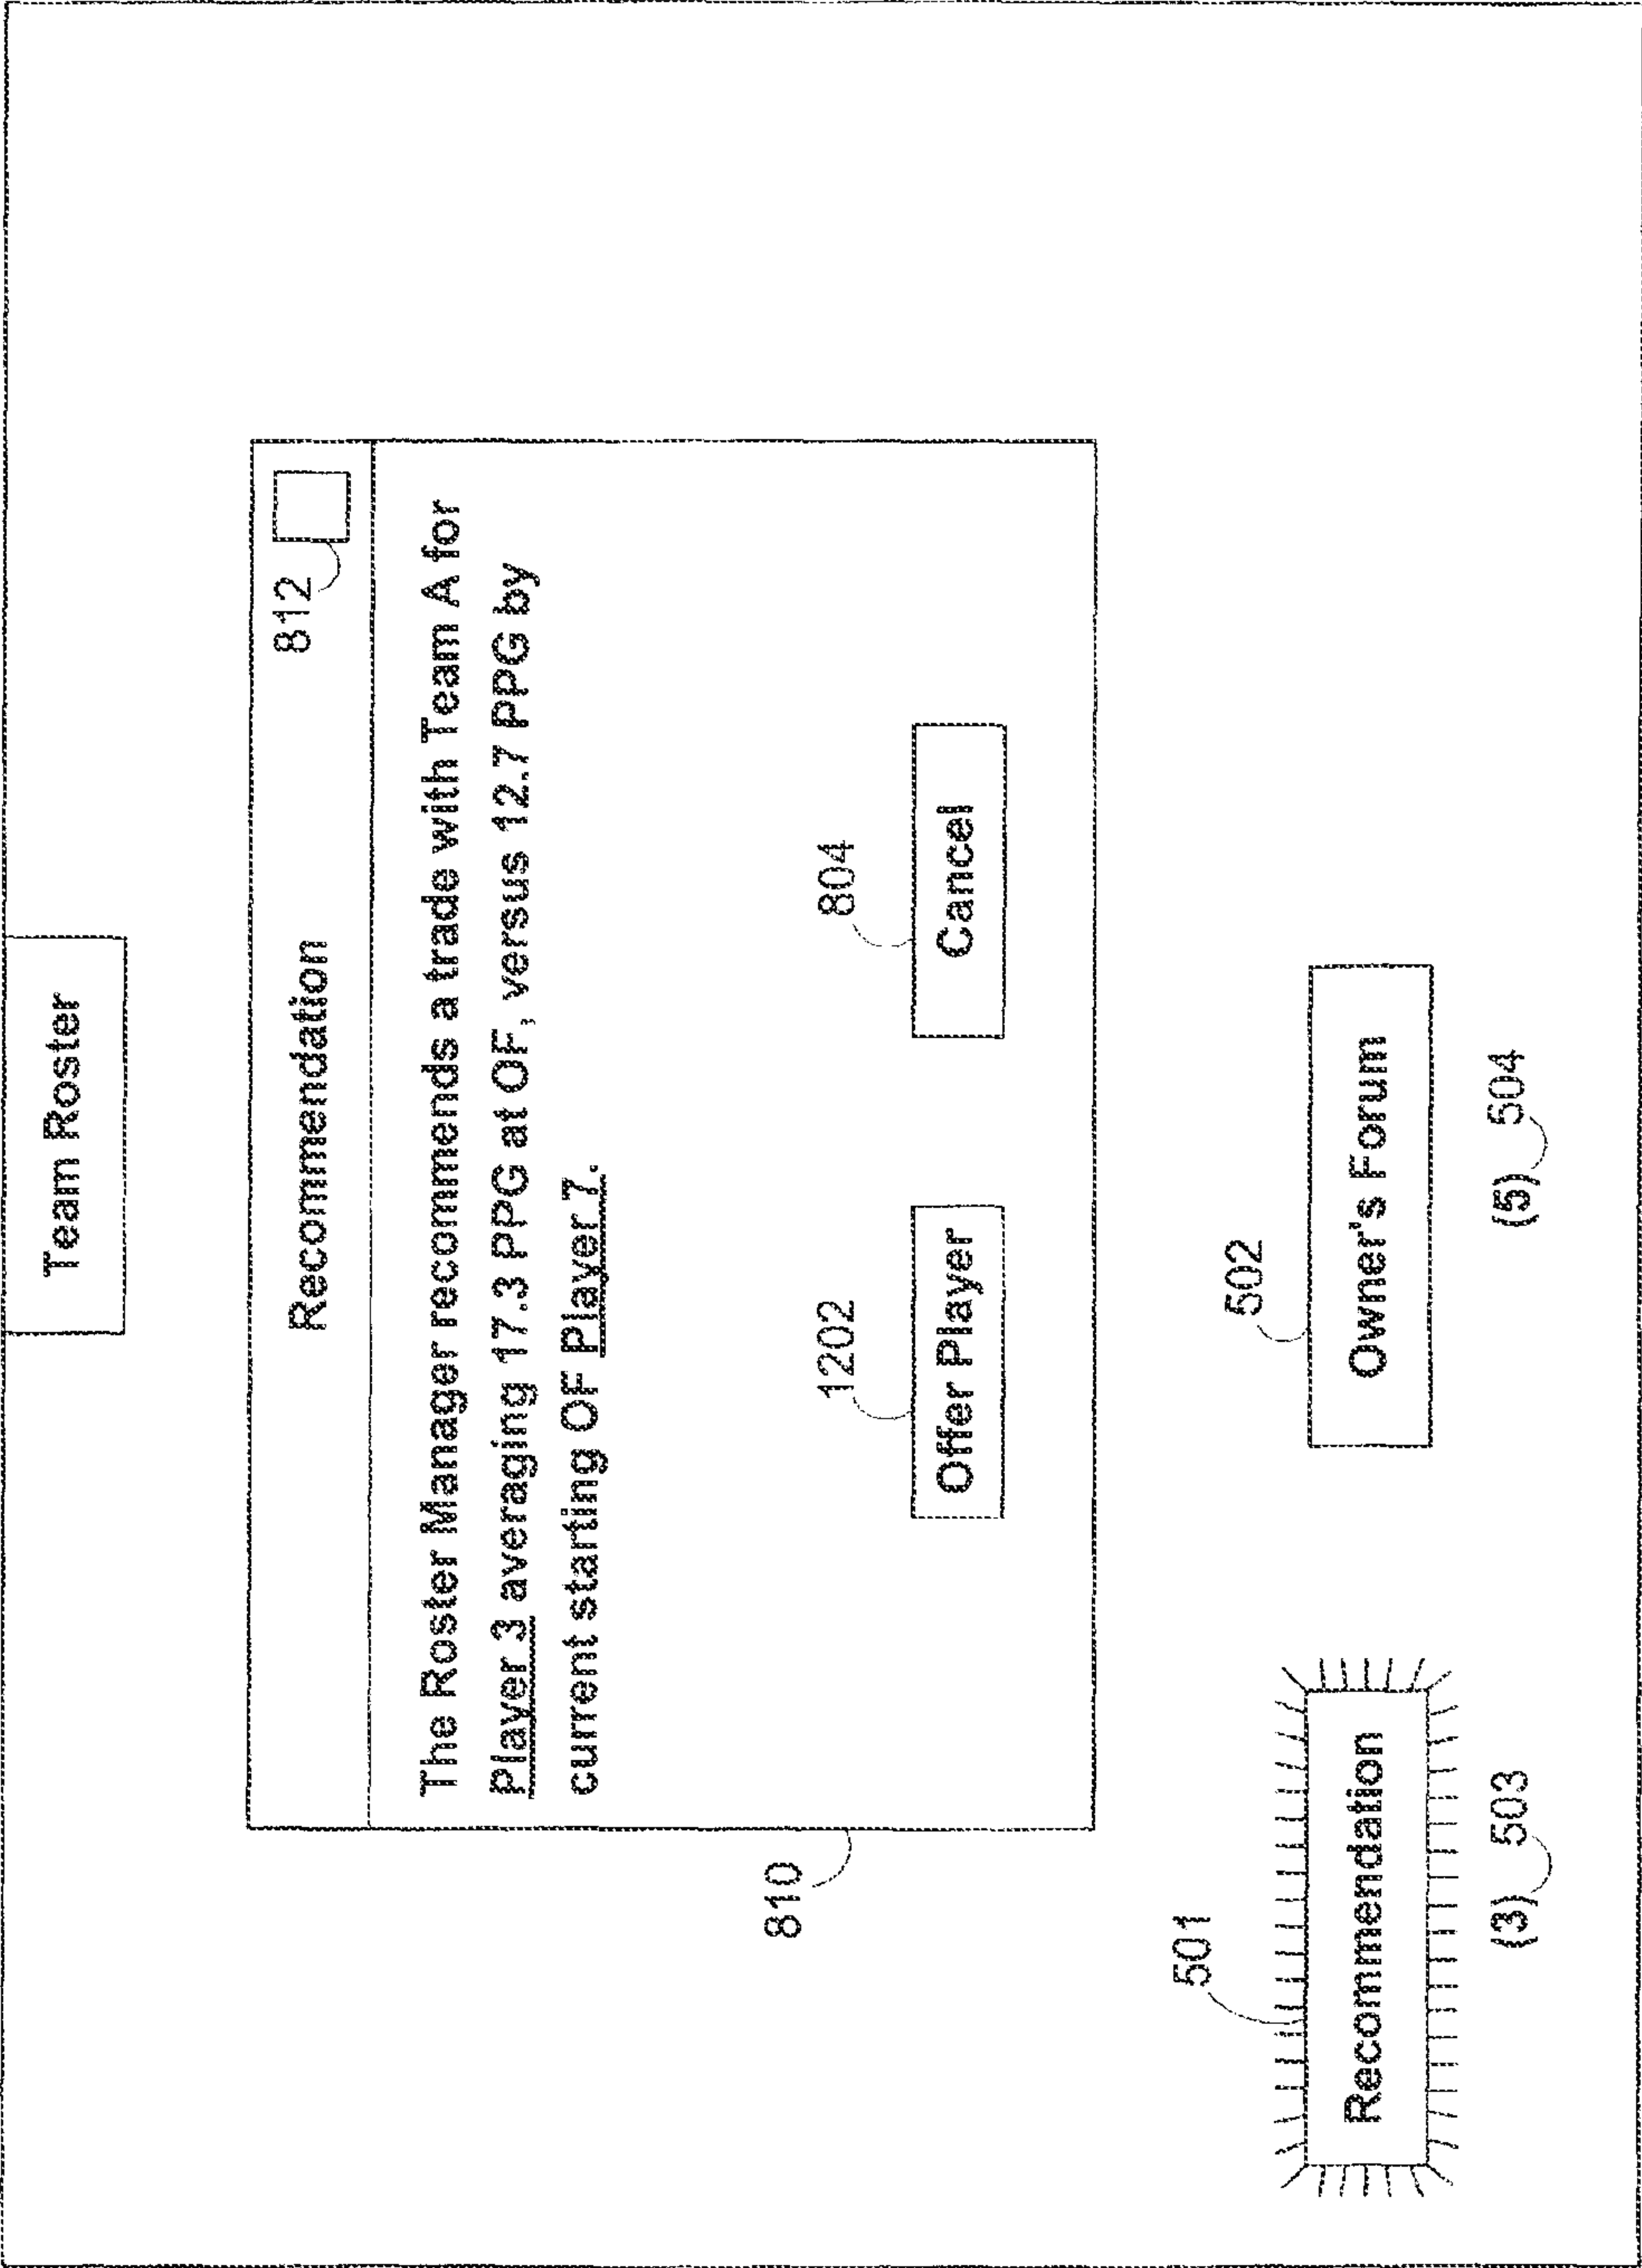 Team Roster
Recommendation
812
The Roster Manager recommends a trade with Team A for
Player 3 averaging 17.3 PPG at OF, versus 12.7 PPG by
current starting OF Player 7.
810
1202
804
Offer Player
Cancel
501
502
Recommendation
Owner's Forum
(3) 503
(5) 504